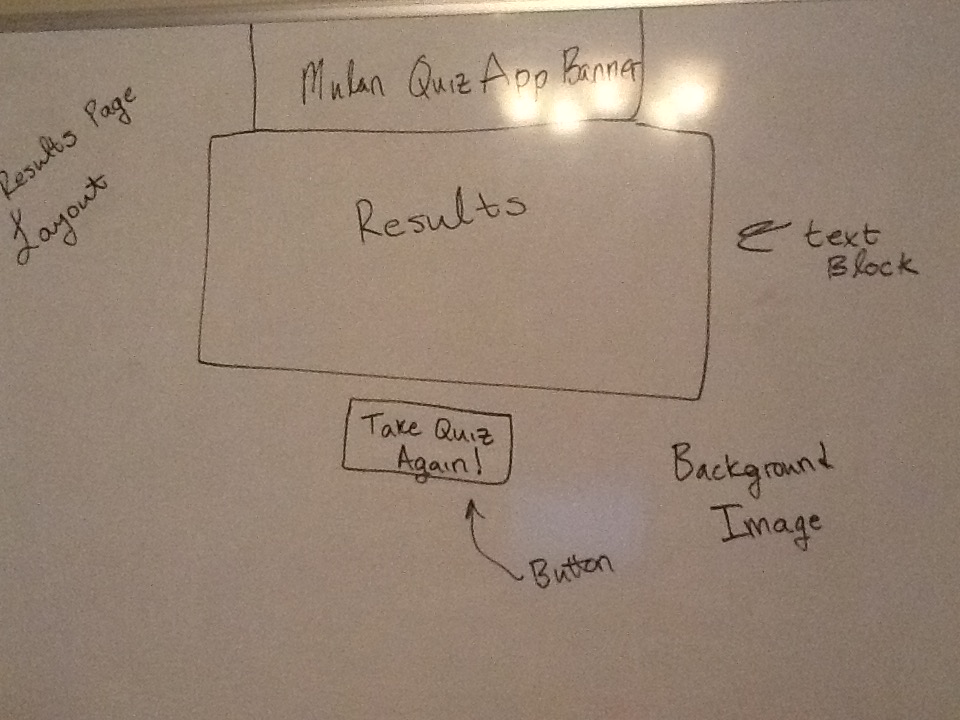 Mulan Quiz App Banner
Results Page
Layout
Results
text
Block
Take Quiz
Again!
Background
Image
Button